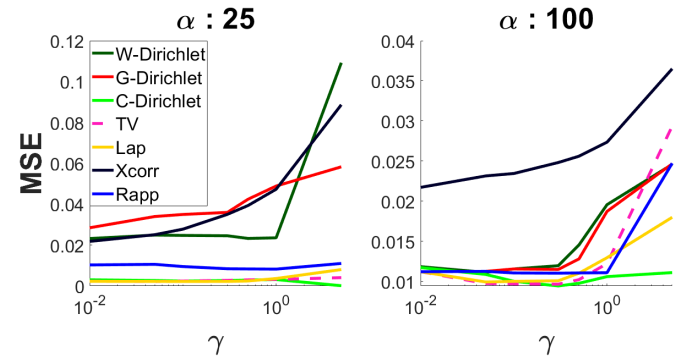 α : 25
α : 100
MSE
0.12
0.1
0.08
0.06
0.04
0.02
0
W-Dirichlet
G-Dirichlet
C-Dirichlet
TV
Lap
Xcorr
Rapp
10^-2
10^0
γ
0.04
0.035
0.03
0.025
0.02
0.015
0.01
10^-2
10^0
γ